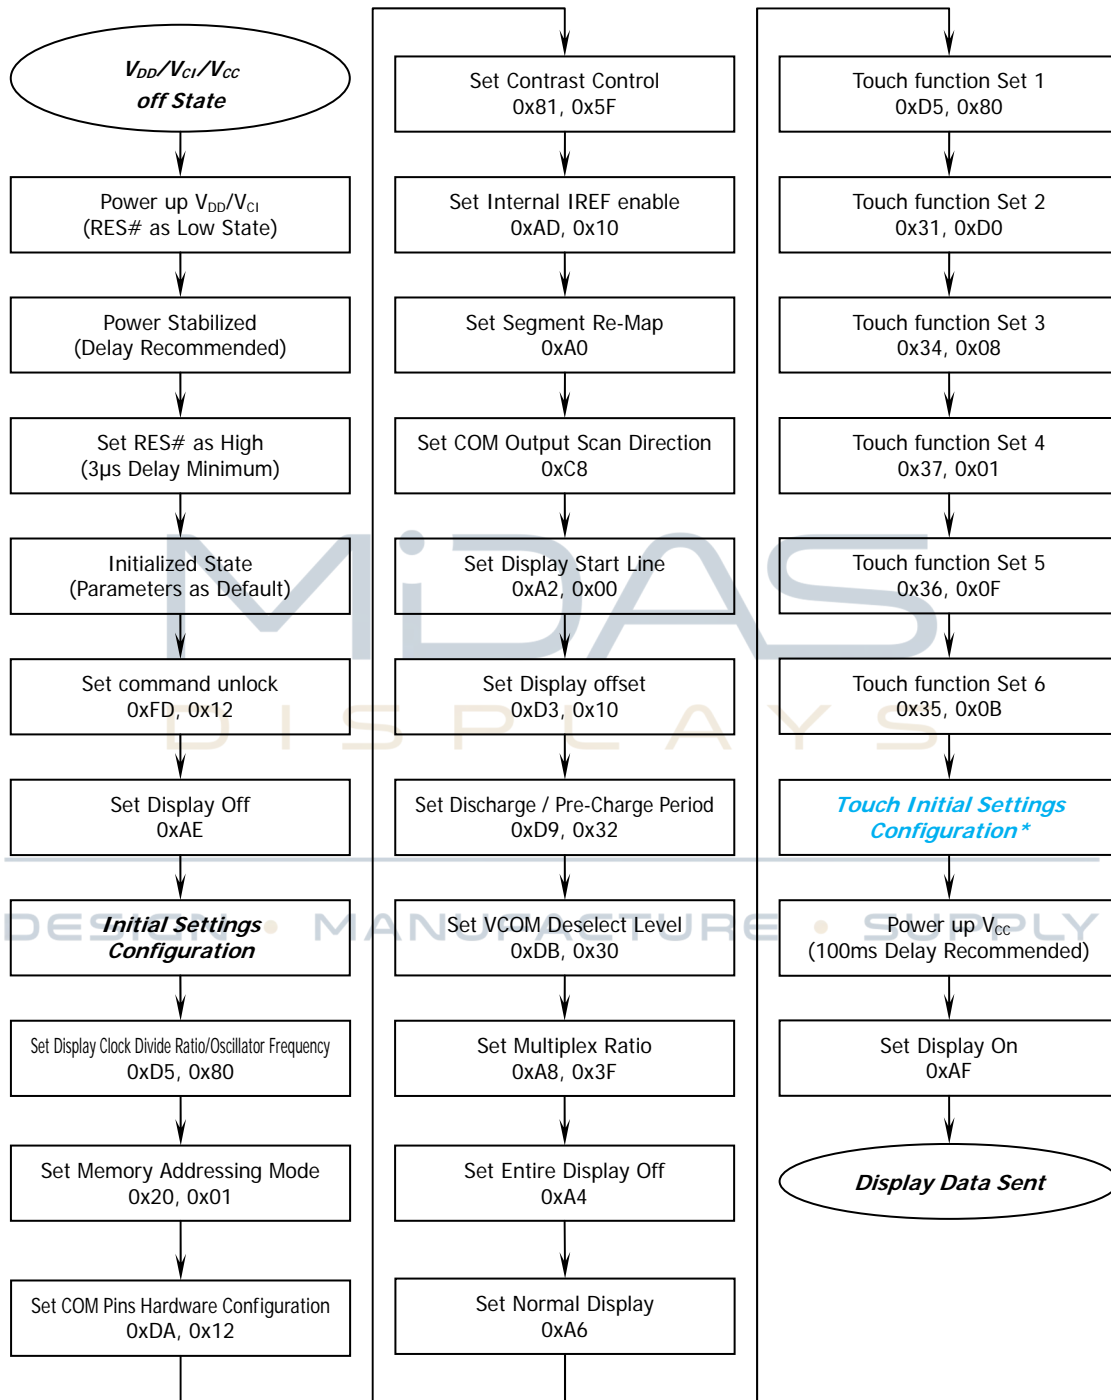 V_DD/V_CI/V_CC
off State
Power up V_DD/V_CI
(RES# as Low State)
Power Stabilized
(Delay Recommended)
Set RES# as High
(3µs Delay Minimum)
Initialized State
(Parameters as Default)
Set command unlock
0xFD, 0x12
Set Display Off
0xAE
Initial Settings
Configuration
Set Display Clock Divide Ratio/Oscillator Frequency
0xD5, 0x80
Set Memory Addressing Mode
0x20, 0x01
Set COM Pins Hardware Configuration
0xDA, 0x12
Set Contrast Control
0x81, 0x5F
Set Internal IREF enable
0xAD, 0x10
Set Segment Re-Map
0xA0
Set COM Output Scan Direction
0xC8
Set Display Start Line
0xA2, 0x00
Set Display offset
0xD3, 0x10
Set Discharge / Pre-Charge Period
0xD9, 0x32
Set VCOM Deselect Level
0xDB, 0x30
Set Multiplex Ratio
0xA8, 0x3F
Set Entire Display Off
0xA4
Set Normal Display
0xA6
Touch function Set 1
0xD5, 0x80
Touch function Set 2
0x31, 0xD0
Touch function Set 3
0x34, 0x08
Touch function Set 4
0x37, 0x01
Touch function Set 5
0x36, 0x0F
Touch function Set 6
0x35, 0x0B
Touch Initial Settings
Configuration*
Power up V_CC
(100ms Delay Recommended)
Set Display On
0xAF
Display Data Sent
MiDAS
DISPLAYS
DESIGN • MANUFACTURE • SUPPLY